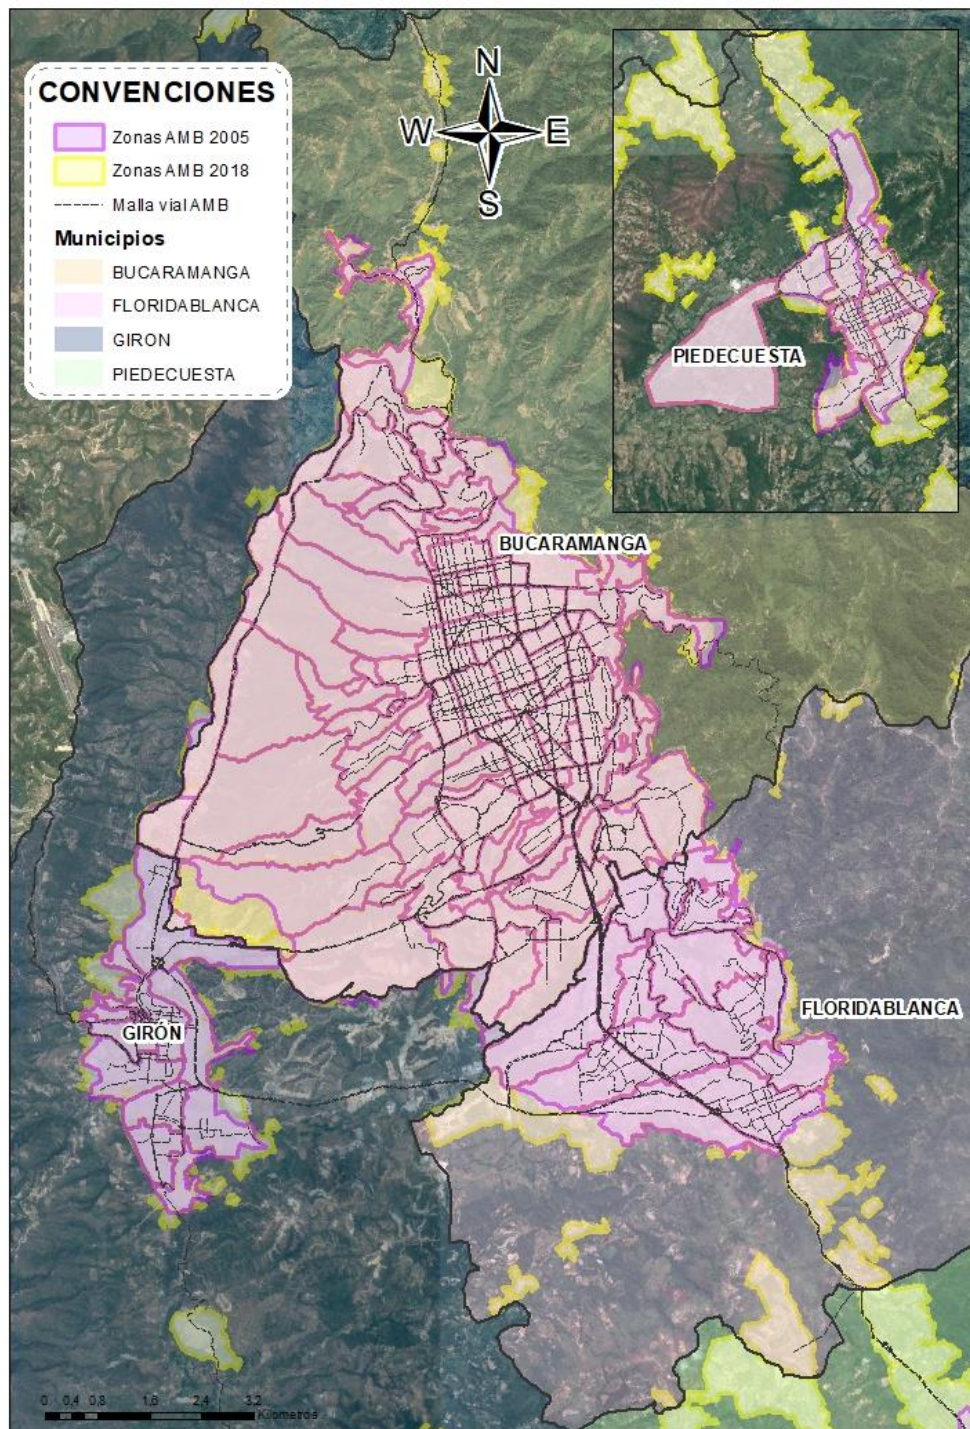 CONVENCIONES
Zonas AMB 2005
Zonas AMB 2018
Malla vial AMB
Municipios
BUCARAMANGA
FLORIDABLANCA
GIRON
PIEDECUESTA
N
W E
S
PIEDECUESTA
BUCARAMANGA
FLORIDABLANCA
GIRÓN
0 0,4 0,8 1,6 2,4 3,2
Kilometros